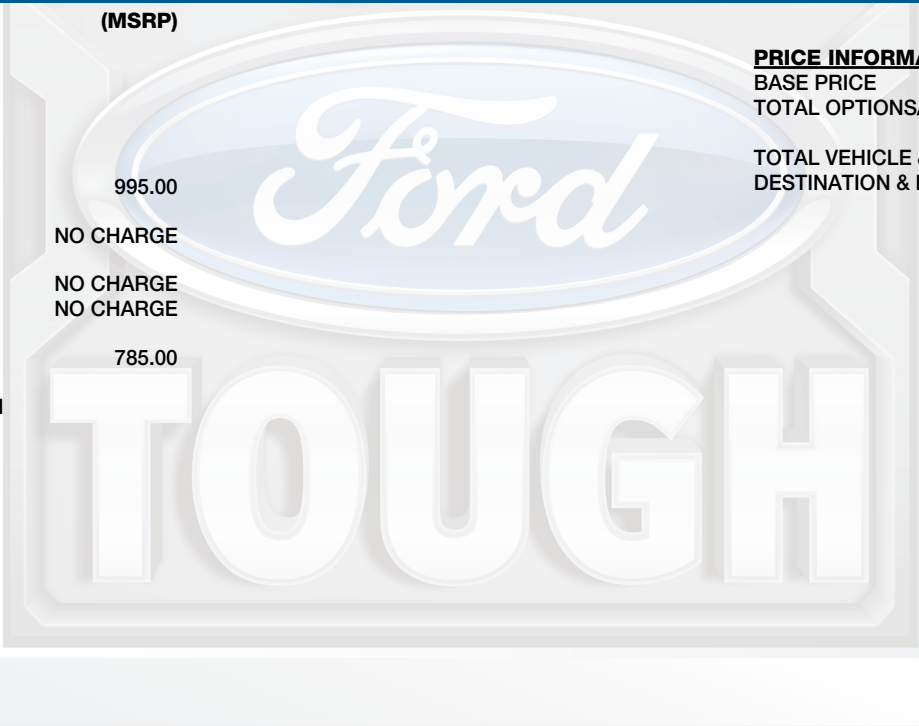 (MSRP)
995.00
NO CHARGE
NO CHARGE
NO CHARGE
785.00
PRICE INFORMA
BASE PRICE
TOTAL OPTIONS
TOTAL VEHICLE
DESTINATION &
Ford
TOUGH